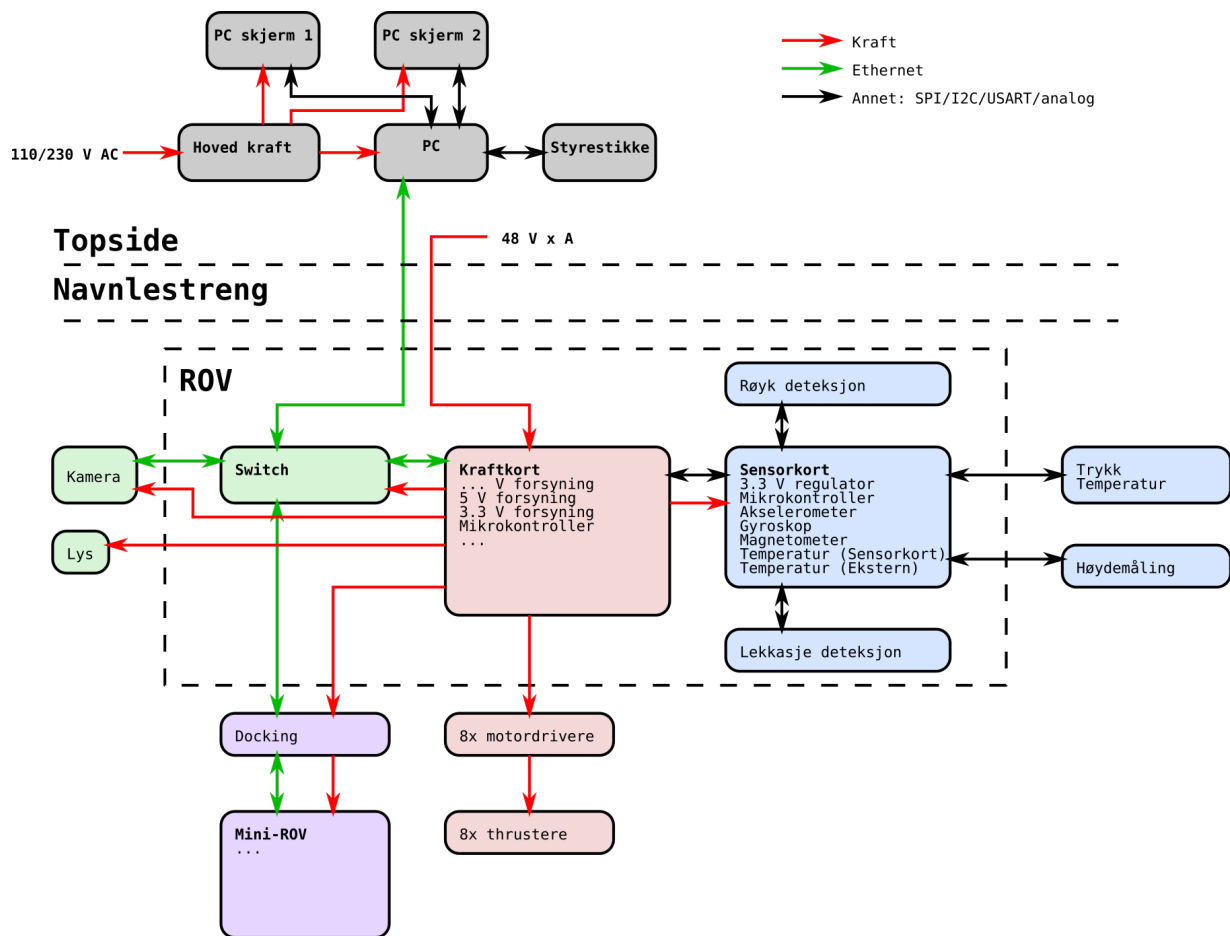 PC skjerm 1
PC skjerm 2
Kraft
Ethernet
Annet: SPI/I2C/USART/analog
110/230 V AC
Hoved kraft
PC
Styrestikke
Topside
48 V x A
Navnlestreng
ROV
Røyk deteksjon
Kamera
Switch
Kraftkort
... V forsyning
5 V forsyning
3.3 V forsyning
Mikrokontroller
...
Sensorkort
3.3 V regulator
Mikrokontroller
Akselerometer
Gyroskop
Magnetometer
Temperatur (Sensorkort)
Temperatur (Ekstern)
Trykk
Temperatur
Lys
Høydemåling
Lekkasje deteksjon
Docking
8x motordrivere
Mini-ROV
...
8x thrustere